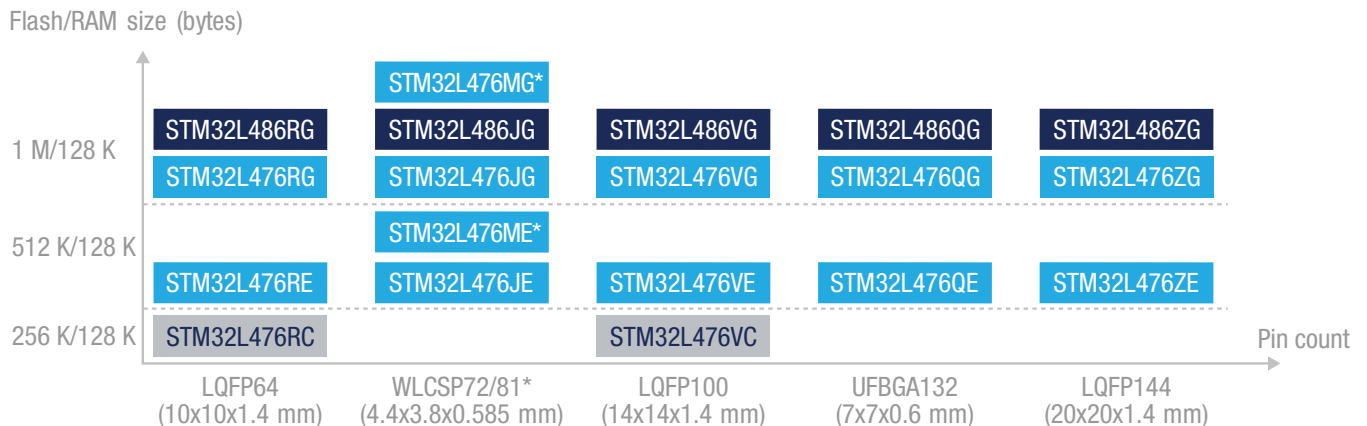 Flash/RAM size (bytes)
STM32L476MG*
1 M/128 K
STM32L486RG STM32L486JG STM32L486VG STM32L486QG STM32L486ZG
STM32L476RG STM32L476JG STM32L476VG STM32L476QG STM32L476ZG
512 K/128 K
STM32L476ME*
STM32L476RE STM32L476JE STM32L476VE STM32L476QE STM32L476ZE
256 K/128 K STM32L476RC STM32L476VC
Pin count
LQFP64 WLCSP72/81* LQFP100 UFBGA132 LQFP144
(10x10x1.4 mm) (4.4x3.8x0.585 mm) (14x14x1.4 mm) (7x7x0.6 mm) (20x20x1.4 mm)